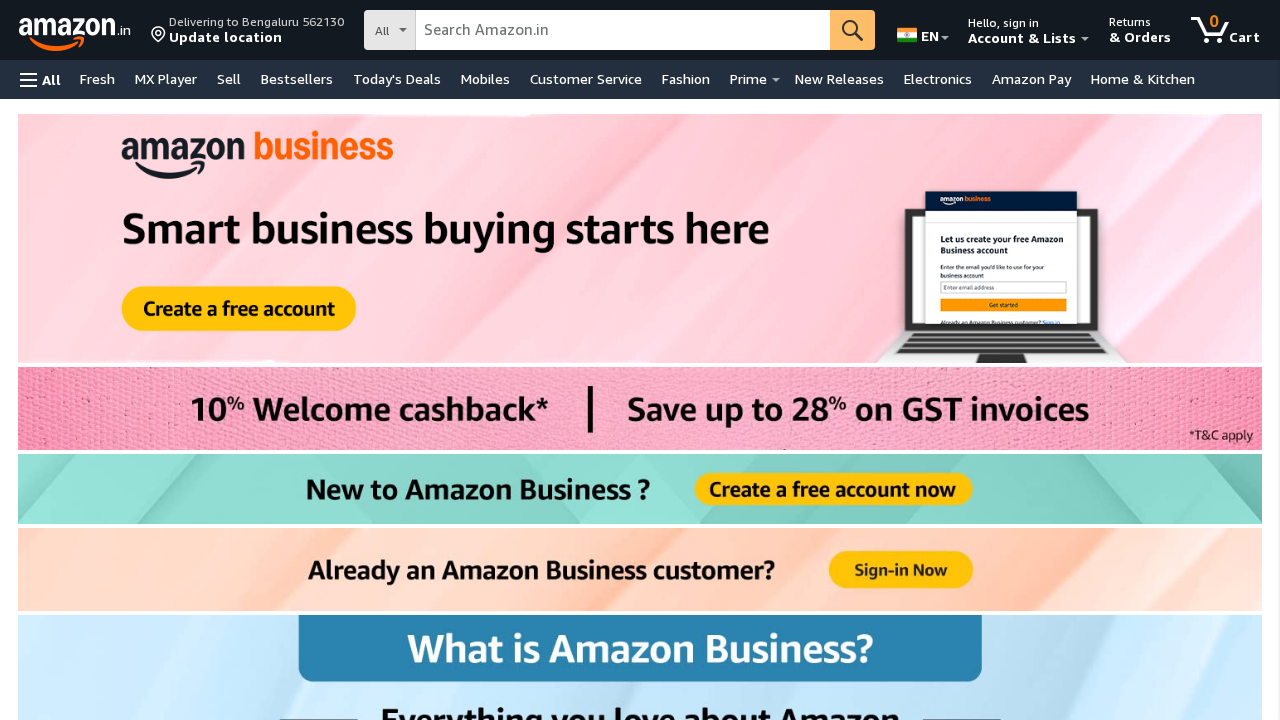 amazon.in
Delivering to Bengaluru 562130
Update location
All
Search Amazon.in
EN
Hello, sign in
Account & Lists
Returns
& Orders
0
Cart
All
Fresh
MX Player
Sell
Bestsellers
Today's Deals
Mobiles
Customer Service
Fashion
Prime
New Releases
Electronics
Amazon Pay
Home & Kitchen
amazon business
Smart business buying starts here
Create a free account
amazon business
Let us create your free Amazon
Business account
Enter the email you'd like to use for your
business account
Enter email address
Get started
Already an Amazon Business customer? Sign in
10% Welcome cashback*
Save up to 28% on GST invoices
*T&C apply
New to Amazon Business ?
Create a free account now
Already an Amazon Business customer?
Sign-in Now
What is Amazon Business?
Everything you love about Amazon